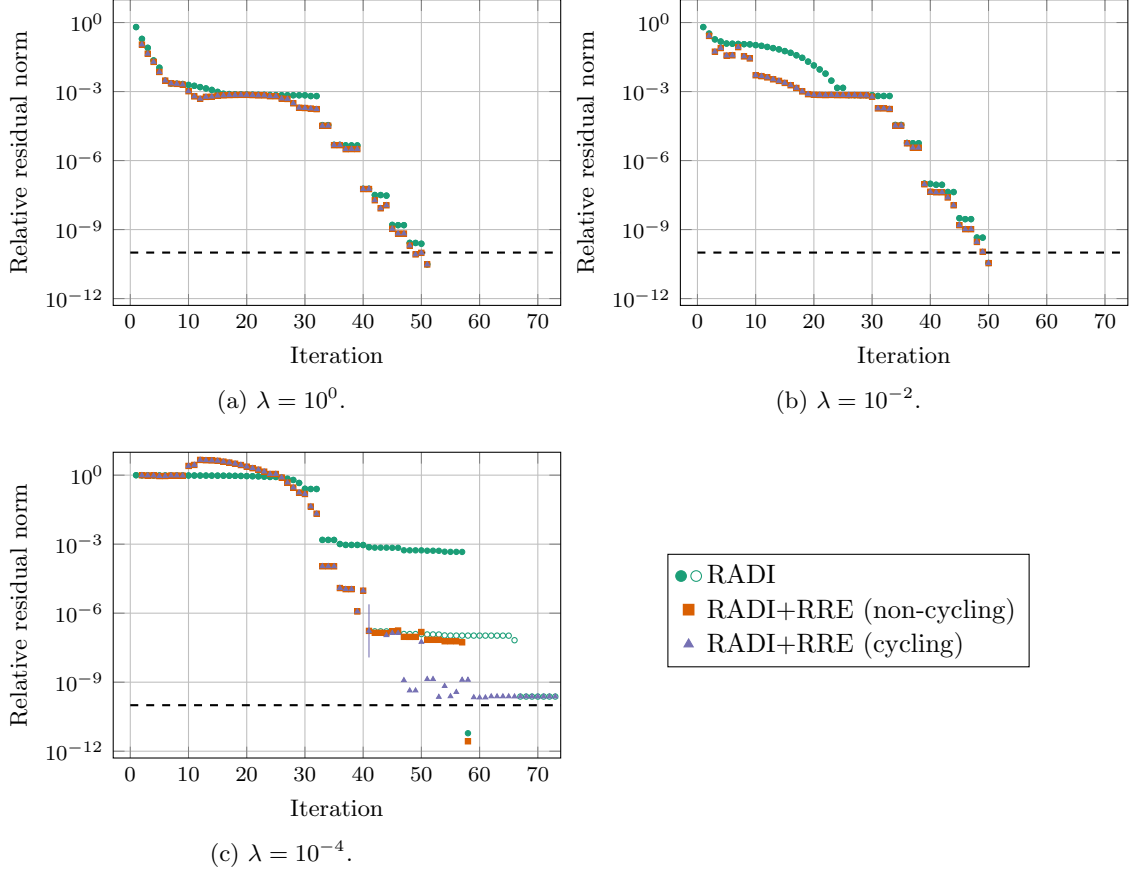 10^0
10^{-3}
10^{-6}
10^{-9}
10^{-12}
0 10 20 30 40 50 60 70
Iteration
Relative residual norm
(a) λ = 10^0.
10^0
10^{-3}
10^{-6}
10^{-9}
10^{-12}
0 10 20 30 40 50 60 70
Iteration
Relative residual norm
(b) λ = 10^{-2}.
10^0
10^{-3}
10^{-6}
10^{-9}
10^{-12}
0 10 20 30 40 50 60 70
Iteration
Relative residual norm
(c) λ = 10^{-4}.
RADI
RADI+RRE (non-cycling)
RADI+RRE (cycling)